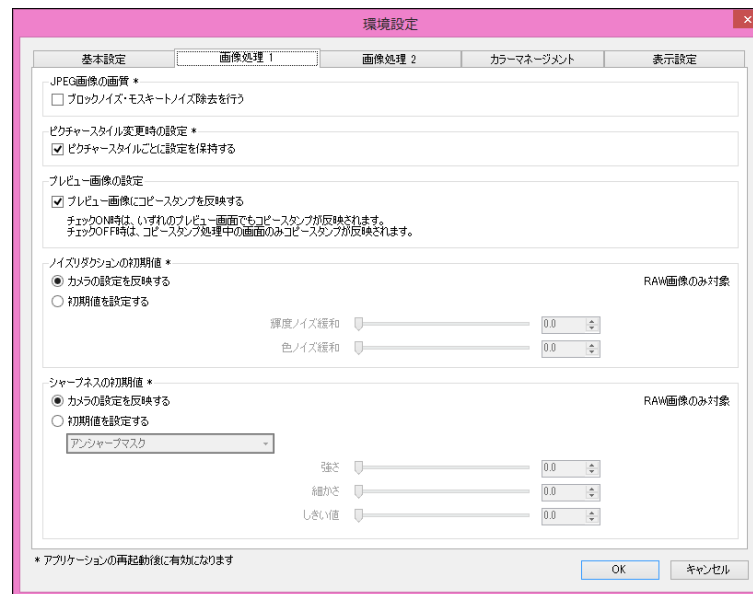 環境設定
基本設定 画像処理 1 画像処理 2 カラーマネージメント 表示設定
JPEG画像の画質 *
ブロックノイズ・モスキートノイズ除去を行う
ピクチャースタイル変更時の設定 *
ピクチャースタイルごとに設定を保持する
プレビュー画像の設定
プレビュー画像にコピースタンプを反映する
チェックON時は、いずれのプレビュー画面でもコピースタンプが反映されます。
チェックOFF時は、コピースタンプ処理中の画面のみコピースタンプが反映されます。
ノイズリダクションの初期値 *
カメラの設定を反映する RAW画像のみ対象
初期値を設定する
輝度ノイズ緩和 0.0
色ノイズ緩和 0.0
シャープネスの初期値 *
カメラの設定を反映する RAW画像のみ対象
初期値を設定する
アンシャープマスク
強さ 0.0
細かさ 0.0
しきい値 0.0
* アプリケーションの再起動後に有効になります
OK キャンセル